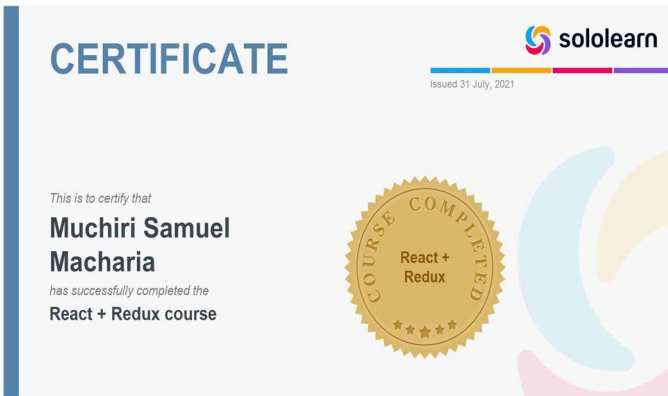 CERTIFICATE
sololearn
Issued 31 July, 2021
This is to certify that
Muchiri Samuel
Macharia
has successfully completed the
React + Redux course
COURSE COMPLETED
React +
Redux